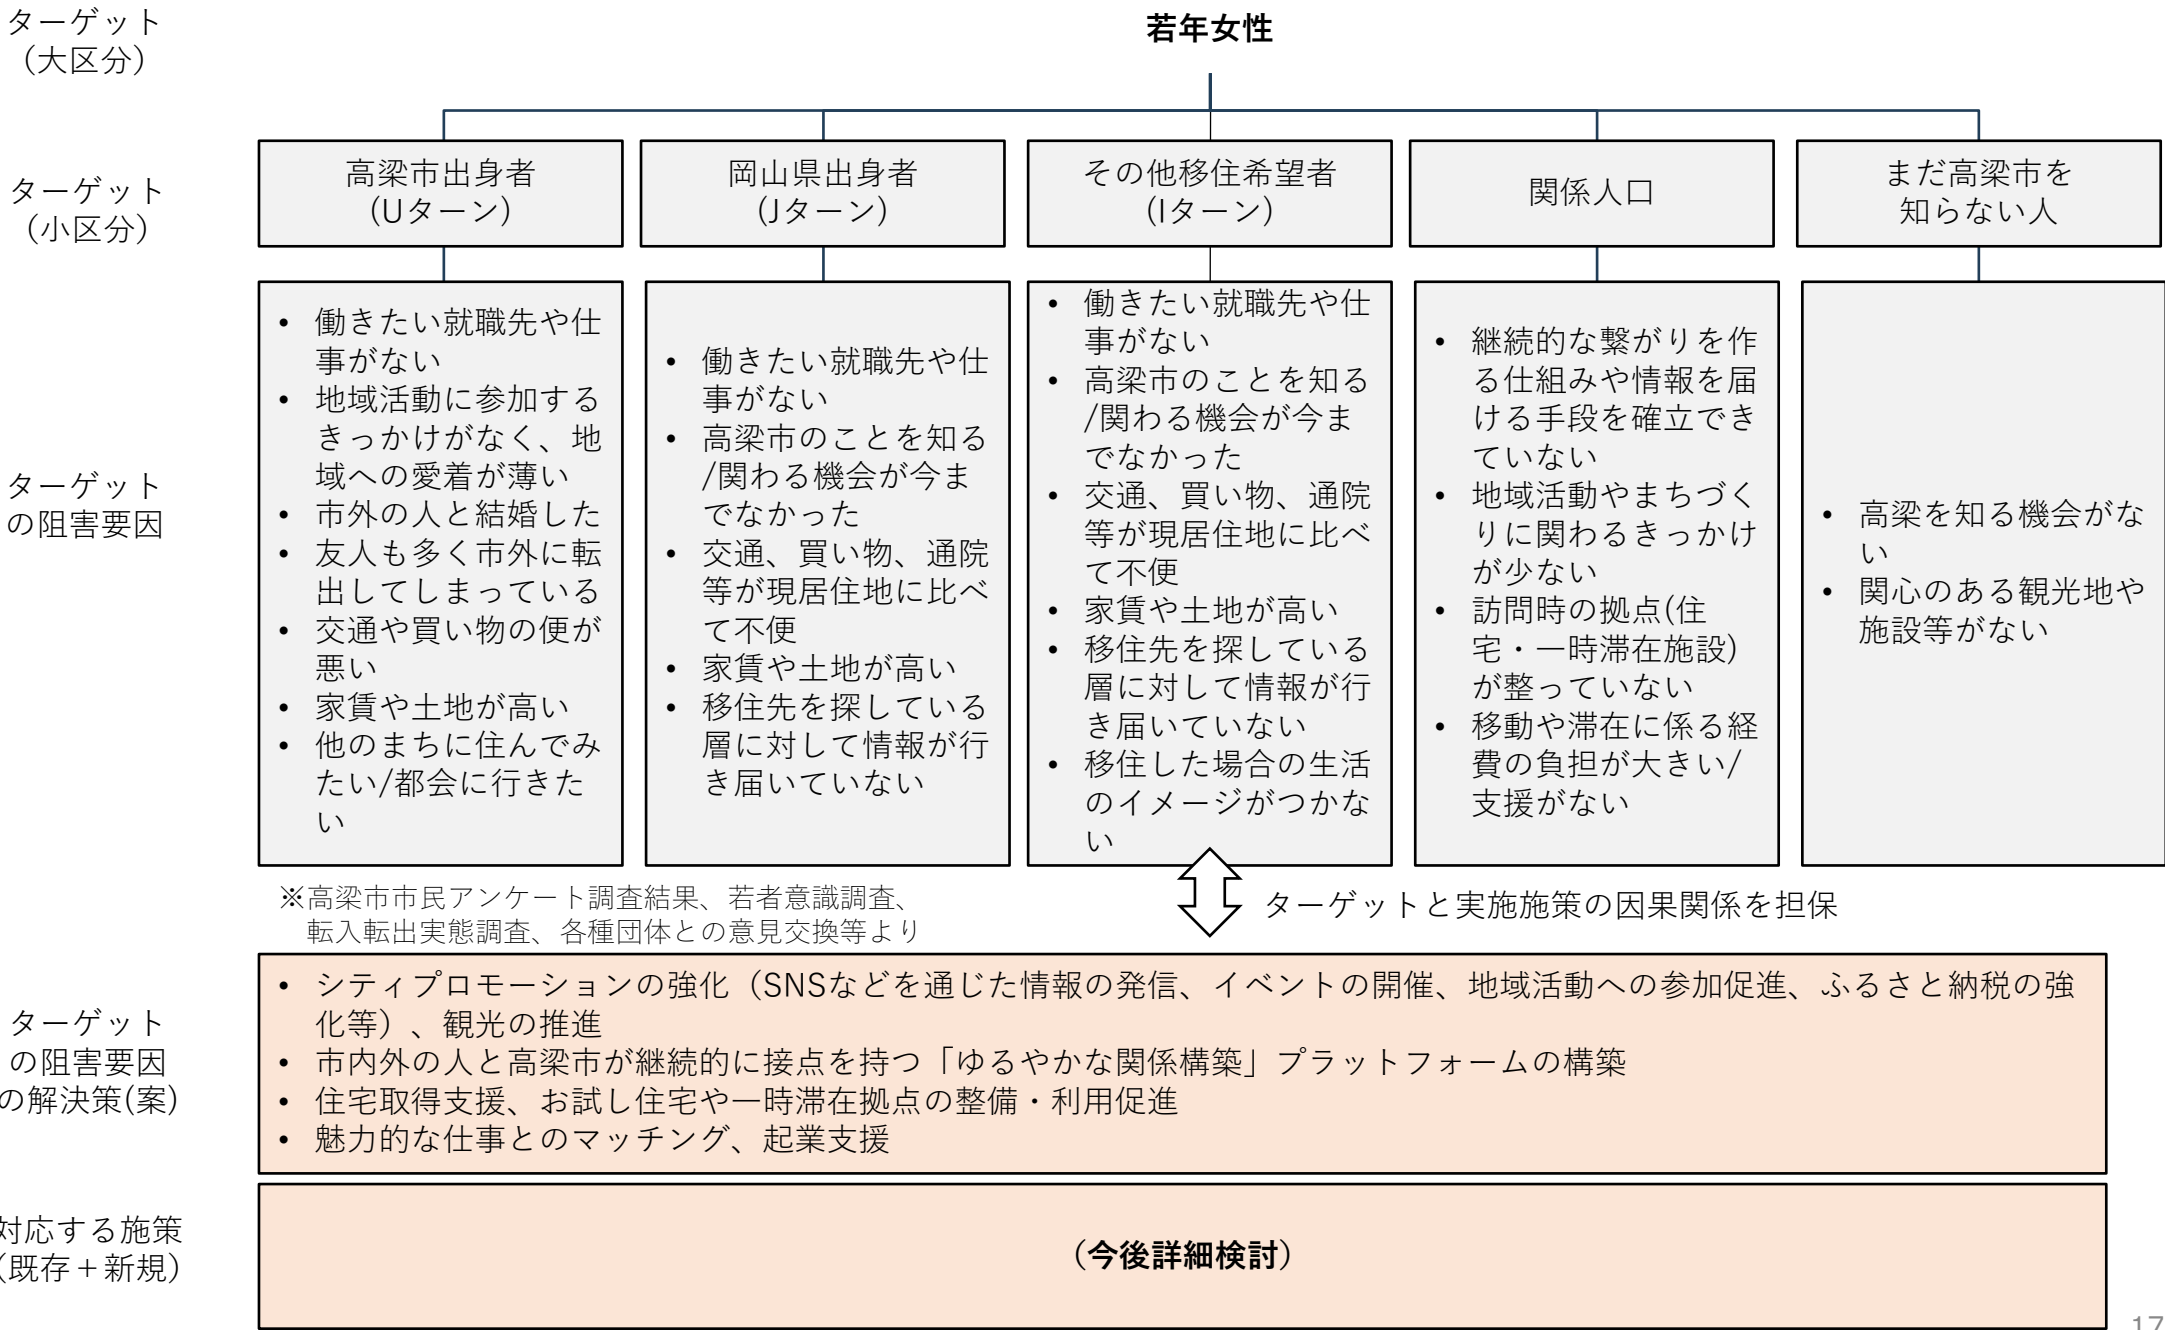 ターゲット
(大区分)
若年女性
ターゲット
(小区分)
高梁市出身者
(Uターン)
岡山県出身者
(Jターン)
その他移住希望者
(Iターン)
関係人口
まだ高梁市を
知らない人
ターゲット
の阻害要因
• 働きたい就職先や仕
事がない
• 地域活動に参加する
きっかけがなく、地
域への愛着が薄い
• 市外の人と結婚した
• 友人も多く市外に転
出してしまっている
• 交通や買い物の便が
悪い
• 家賃や土地が高い
• 他のまちに住んでみ
たい/都会に行きた
い
• 働きたい就職先や仕
事がない
• 高梁市のことを知る
/関わる機会が今ま
でなかった
• 交通、買い物、通院
等が現居住地に比べ
て不便
• 家賃や土地が高い
• 移住先を探している
層に対して情報が行
き届いていない
• 働きたい就職先や仕
事がない
• 高梁市のことを知る
/関わる機会が今ま
でなかった
• 交通、買い物、通院
等が現居住地に比べ
て不便
• 家賃や土地が高い
• 移住先を探している
層に対して情報が行
き届いていない
• 移住した場合の生活
のイメージがつかな
い
• 継続的な繋がりを作
る仕組みや情報を届
ける手段を確立でき
ていない
• 地域活動やまちづく
りに関わるきっかけ
が少ない
• 訪問時の拠点(住
宅・一時滞在施設)
が整っていない
• 移動や滞在に係る経
費の負担が大きい/
支援がない
• 高梁を知る機会がな
い
• 関心のある観光地や
施設等がない
※高梁市市民アンケート調査結果、若者意識調査、
転入転出実態調査、各種団体との意見交換等より
ターゲットと実施施策の因果関係を担保
ターゲット
の阻害要因
の解決策(案)
• シティプロモーションの強化（SNSなどを通じた情報の発信、イベントの開催、地域活動への参加促進、ふるさと納税の強
化等）、観光の推進
• 市内外の人と高梁市が継続的に接点を持つ「ゆるやかな関係構築」プラットフォームの構築
• 住宅取得支援、お試し住宅や一時滞在拠点の整備・利用促進
• 魅力的な仕事とのマッチング、起業支援
対応する施策
(既存＋新規)
(今後詳細検討)
17